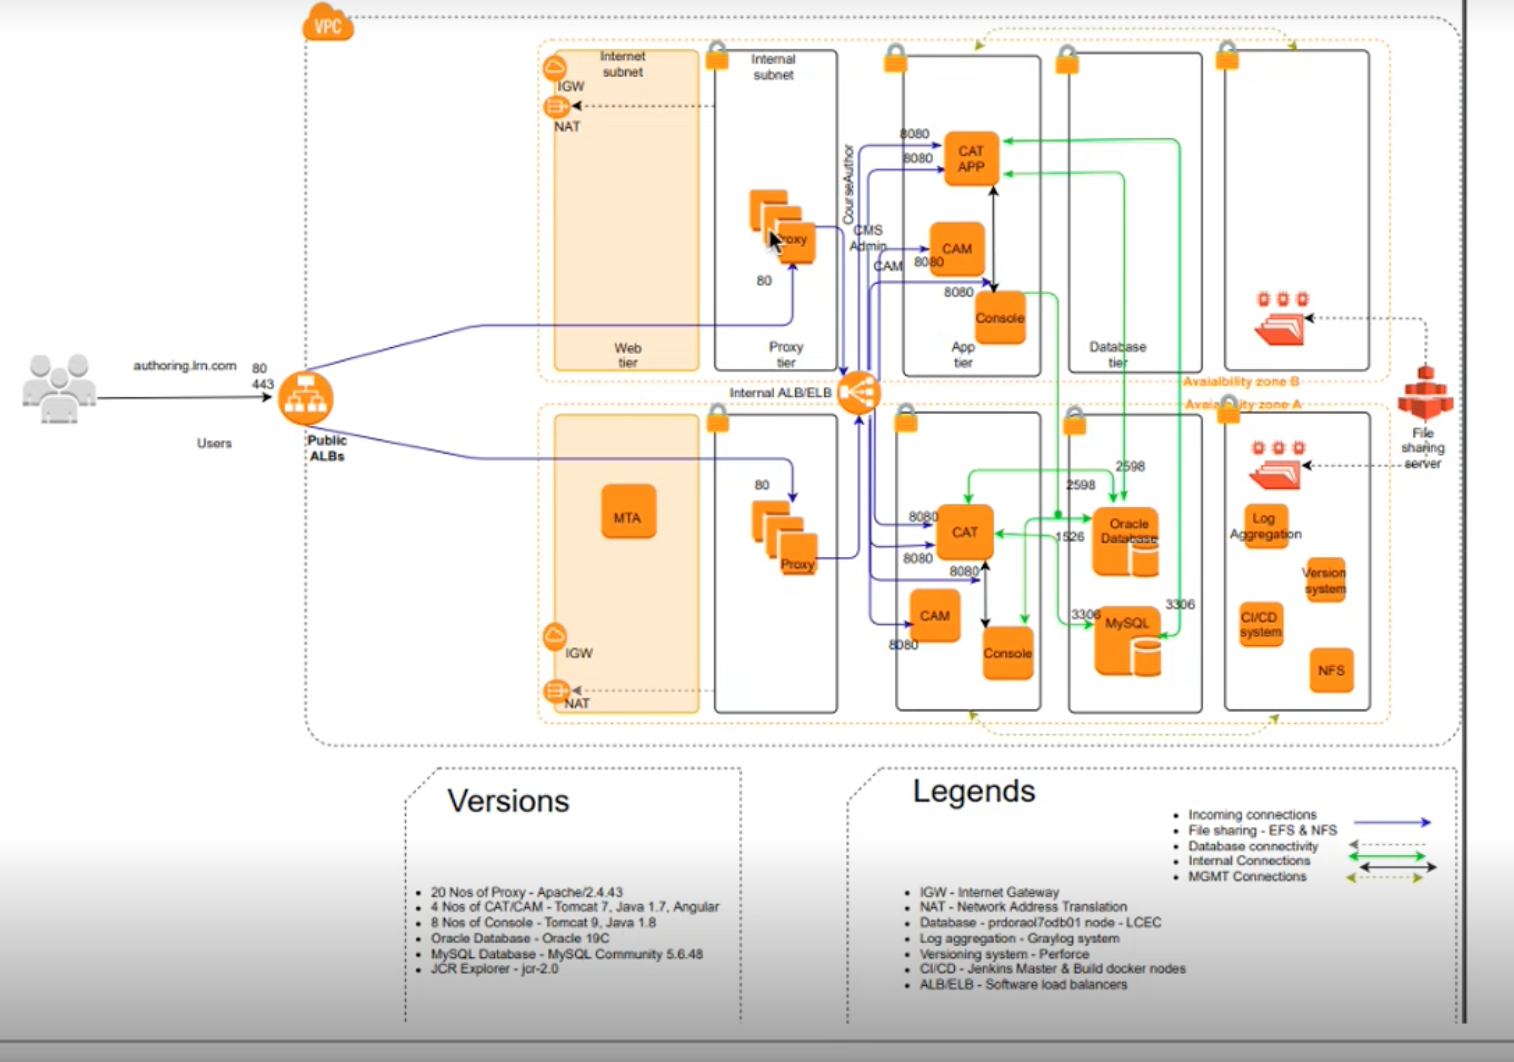 VPC
Internet
subnet
IGW
NAT
Internal
subnet
8080
8080
CAT
APP
CourseAuthor
CMS
Admin
CAM
CAM
8080
8080
Console
roxy
80
Web
tier
Proxy
tier
App
tier
Database
tier
Avaialbility zone B
Avaialbility zone A
authoring.lrn.com
80
443
Users
Public
ALBs
Internal ALB/ELB
File
sharing
server
MTA
80
Proxy
IGW
NAT
8080
CAT
8080
8080
CAM
8080
Console
2598
2598
1526
Oracle
Database
3306
3306
MySQL
Log
Aggregation
Version
system
CI/CD
system
NFS
Versions
• 20 Nos of Proxy - Apache/2.4.43
• 4 Nos of CAT/CAM - Tomcat 7, Java 1.7, Angular
• 8 Nos of Console - Tomcat 9, Java 1.8
• Oracle Database - Oracle 19C
• MySQL Database - MySQL Community 5.6.48
• JCR Explorer - jcr-2.0
Legends
• Incoming connections
• File sharing - EFS & NFS
• Database connectivity
• Internal Connections
• MGMT Connections
• IGW - Internet Gateway
• NAT - Network Address Translation
• Database - prdoraol7odb01 node - LCEC
• Log aggregation - Graylog system
• Versioning system - Perforce
• CI/CD - Jenkins Master & Build docker nodes
• ALB/ELB - Software load balancers